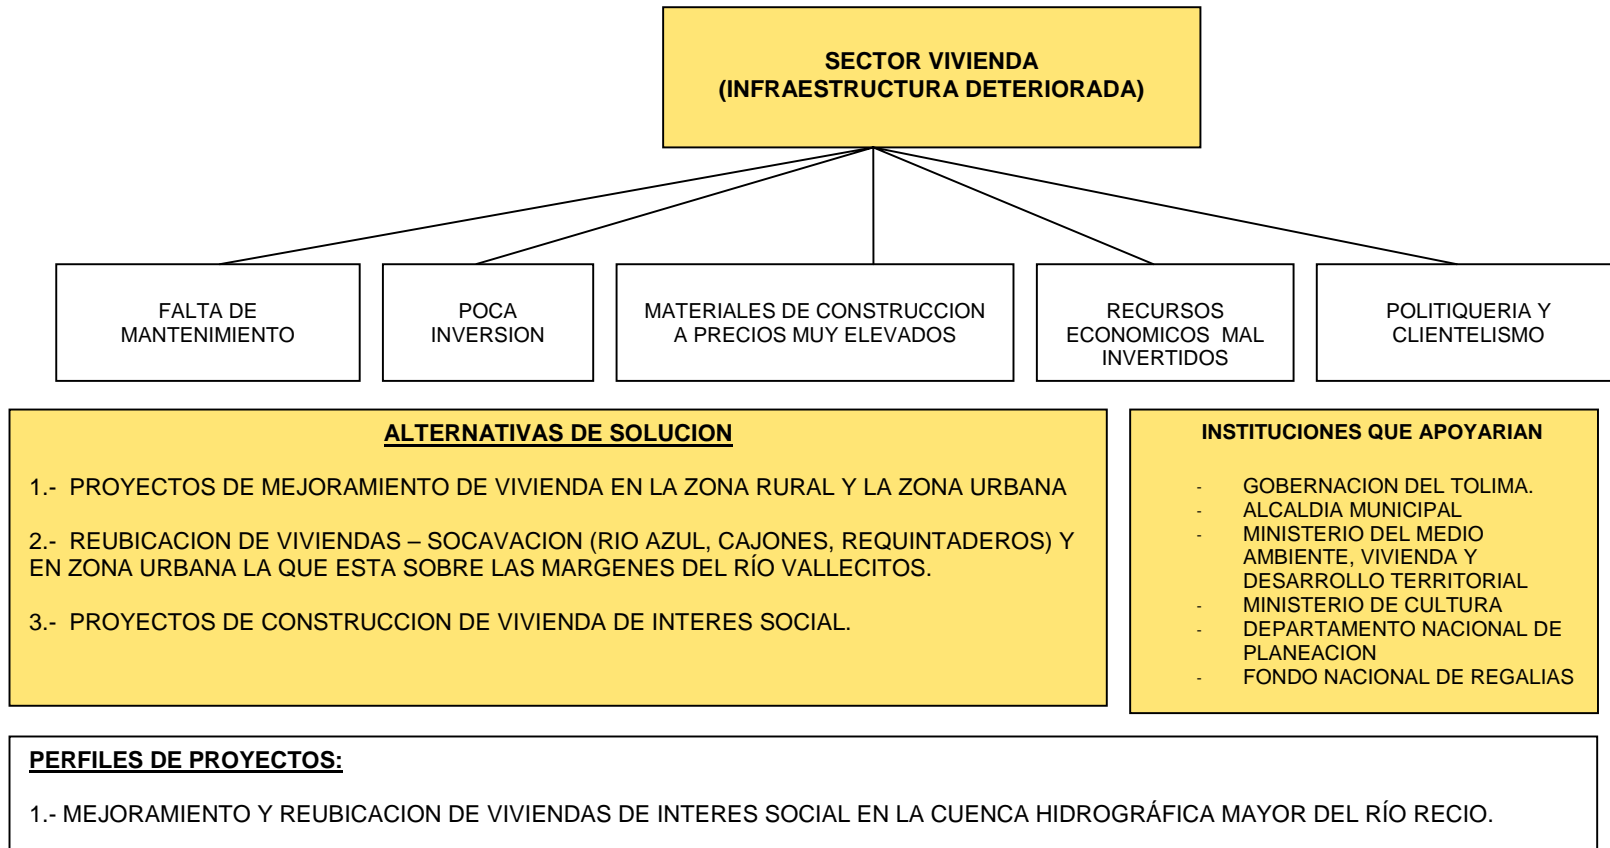 SECTOR VIVIENDA
(INFRAESTRUCTURA DETERIORADA)
FALTA DE
MANTENIMIENTO
POCA
INVERSION
MATERIALES DE CONSTRUCCION
A PRECIOS MUY ELEVADOS
RECURSOS
ECONOMICOS MAL
INVERTIDOS
POLITIQUERIA Y
CLIENTELISMO
ALTERNATIVAS DE SOLUCION
1.- PROYECTOS DE MEJORAMIENTO DE VIVIENDA EN LA ZONA RURAL Y LA ZONA URBANA
2.- REUBICACION DE VIVIENDAS – SOCAVACION (RIO AZUL, CAJONES, REQUINTADEROS) Y
EN ZONA URBANA LA QUE ESTA SOBRE LAS MARGENES DEL RÍO VALLECITOS.
3.- PROYECTOS DE CONSTRUCCION DE VIVIENDA DE INTERES SOCIAL.
INSTITUCIONES QUE APOYARIAN
- GOBERNACION DEL TOLIMA.
- ALCALDIA MUNICIPAL
- MINISTERIO DEL MEDIO
AMBIENTE, VIVIENDA Y
DESARROLLO TERRITORIAL
- MINISTERIO DE CULTURA
- DEPARTAMENTO NACIONAL DE
PLANEACION
- FONDO NACIONAL DE REGALIAS
PERFILES DE PROYECTOS:
1.- MEJORAMIENTO Y REUBICACION DE VIVIENDAS DE INTERES SOCIAL EN LA CUENCA HIDROGRÁFICA MAYOR DEL RÍO RECIO.